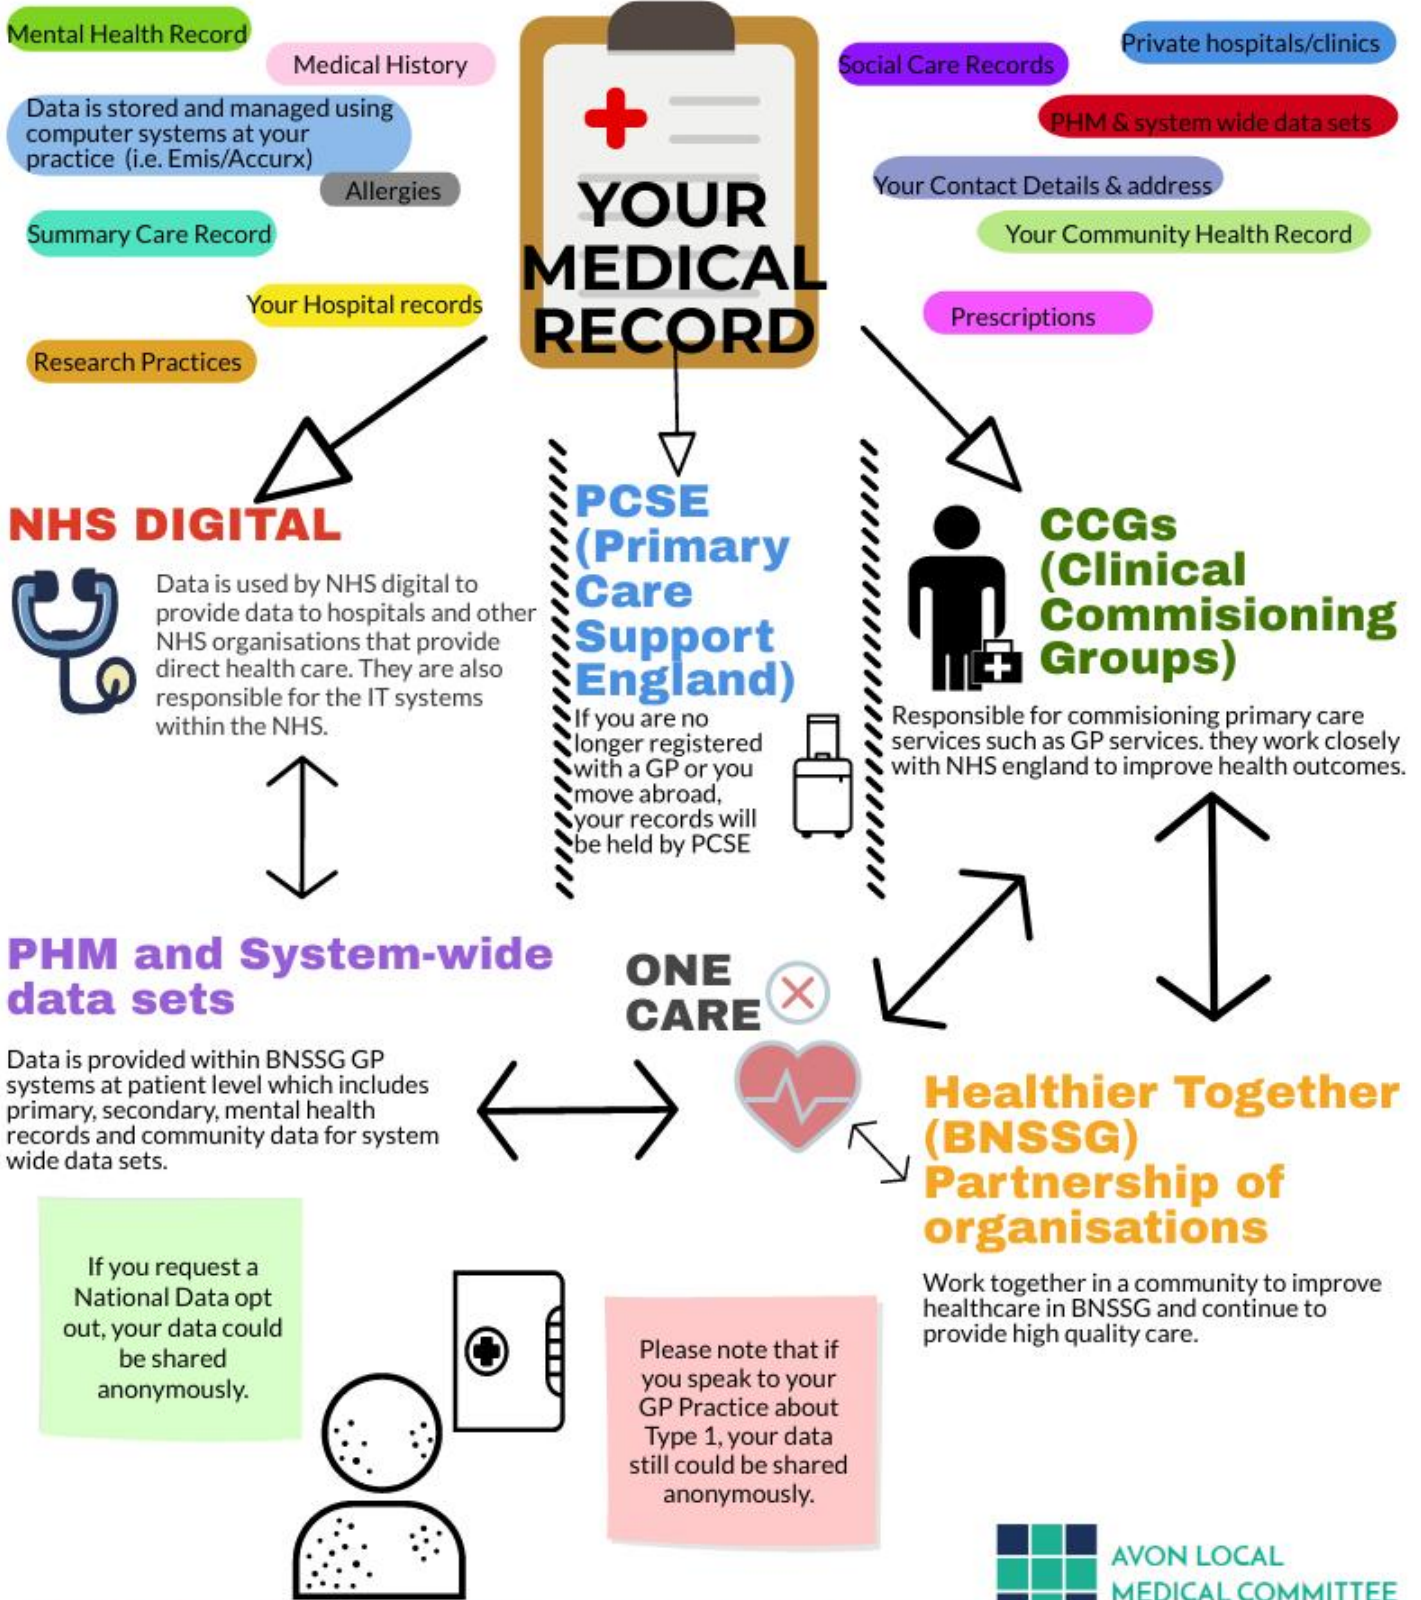 Mental Health Record
Medical History
Data is stored and managed using
computer systems at your
practice (i.e. Emis/Accurx)
Allergies
Summary Care Record
Your Hospital records
Research Practices
YOUR
MEDICAL
RECORD
Private hospitals/clinics
Social Care Records
PHM & system wide data sets
Your Contact Details & address
Your Community Health Record
Prescriptions
NHS DIGITAL
Data is used by NHS digital to
provide data to hospitals and other
NHS organisations that provide
direct health care. They are also
responsible for the IT systems
within the NHS.
PCSE
(Primary
Care
Support
England)
If you are no
longer registered
with a GP or you
move abroad,
your records will
be held by PCSE
CCGs
(Clinical
Commisioning
Groups)
Responsible for commisioning primary care
services such as GP services. they work closely
with NHS england to improve health outcomes.
PHM and System-wide
data sets
Data is provided within BNSSG GP
systems at patient level which includes
primary, secondary, mental health
records and community data for system
wide data sets.
ONE
CARE
Healthier Together
(BNSSG)
Partnership of
organisations
Work together in a community to improve
healthcare in BNSSG and continue to
provide high quality care.
If you request a
National Data opt
out, your data could
be shared
anonymously.
Please note that if
you speak to your
GP Practice about
Type 1, your data
still could be shared
anonymously.
AVON LOCAL
MEDICAL COMMITTEE